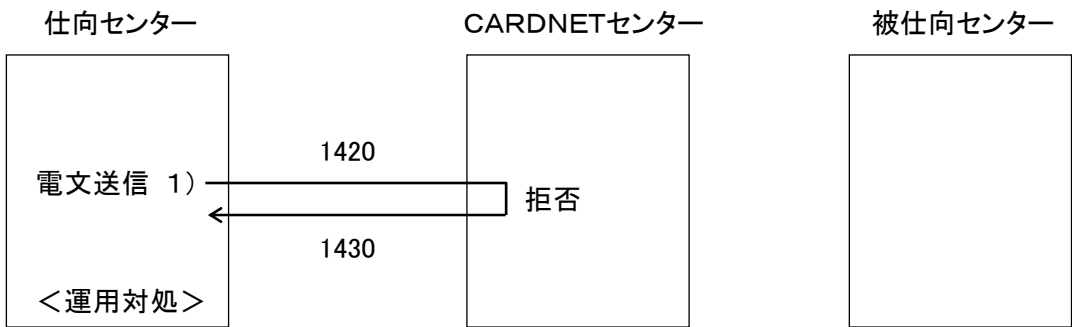 仕向センター
CARDNETセンター
被仕向センター
1420
電文送信 1)
拒否
1430
＜運用対処＞